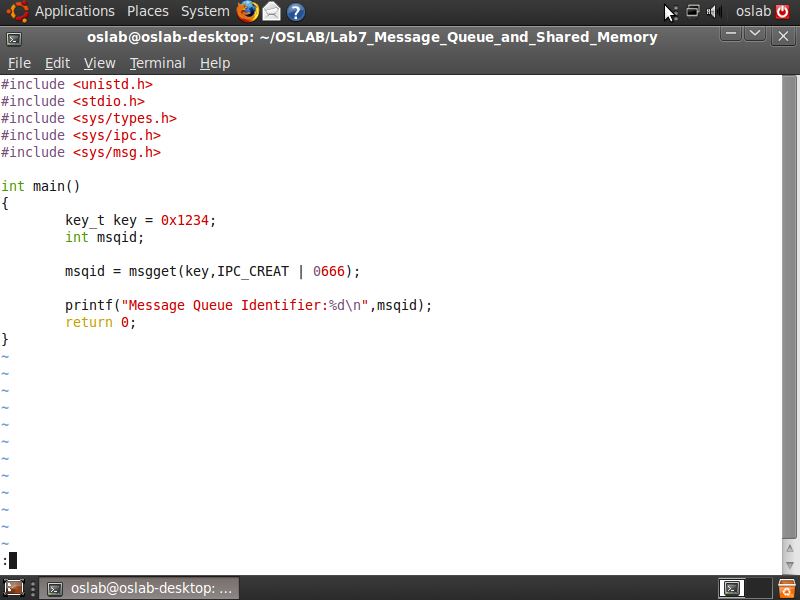 Applications Places System oslab
oslab@oslab-desktop: ~/OSLAB/Lab7_Message_Queue_and_Shared_Memory
File Edit View Terminal Help
#include <unistd.h>
#include <stdio.h>
#include <sys/types.h>
#include <sys/ipc.h>
#include <sys/msg.h>
int main()
{
        key_t key = 0x1234;
        int msqid;
        msqid = msgget(key,IPC_CREAT | 0666);
        printf("Message Queue Identifier:%d\n",msqid);
        return 0;
}
~
~
~
~
~
~
~
~
~
~
~
~
:
oslab@oslab-desktop: ...